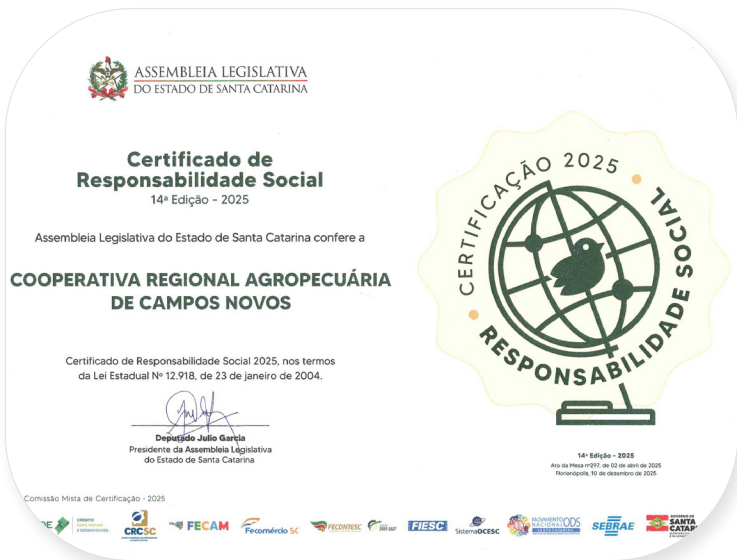 ASSEMBLEIA LEGISLATIVA
DO ESTADO DE SANTA CATARINA
Certificado de
Responsabilidade Social
14ª Edição - 2025
Assembleia Legislativa do Estado de Santa Catarina confere a
COOPERATIVA REGIONAL AGROPECUÁRIA
DE CAMPOS NOVOS
Certificado de Responsabilidade Social 2025, nos termos
da Lei Estadual Nº 12.918, de 23 de janeiro de 2004.
Deputado Julio Garcia
Presidente da Assembleia Legislativa
do Estado de Santa Catarina
CERTIFICAÇÃO 2025
RESPONSABILIDADE SOCIAL
14ª Edição - 2025
Ato da Mesa nº297, de 02 de abril de 2025
Florianópolis, 10 de dezembro de 2025
Comissão Mista de Certificação - 2025
DE
CRCSC
FECAM
Fecomércio SC
FECONTESC
FIESC
SistemaOCESC
MOVIMENTO
NACIONAL ODS
SEBRAE
GOVERNO DE
SANTA
CATAR